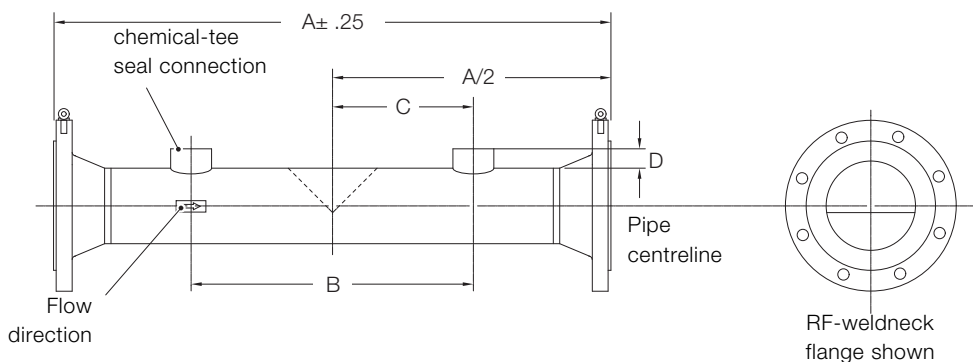 A± .25
chemical-tee
seal connection
A/2
C
D
Pipe
centreline
B
Flow
direction
RF-weldneck
flange shown